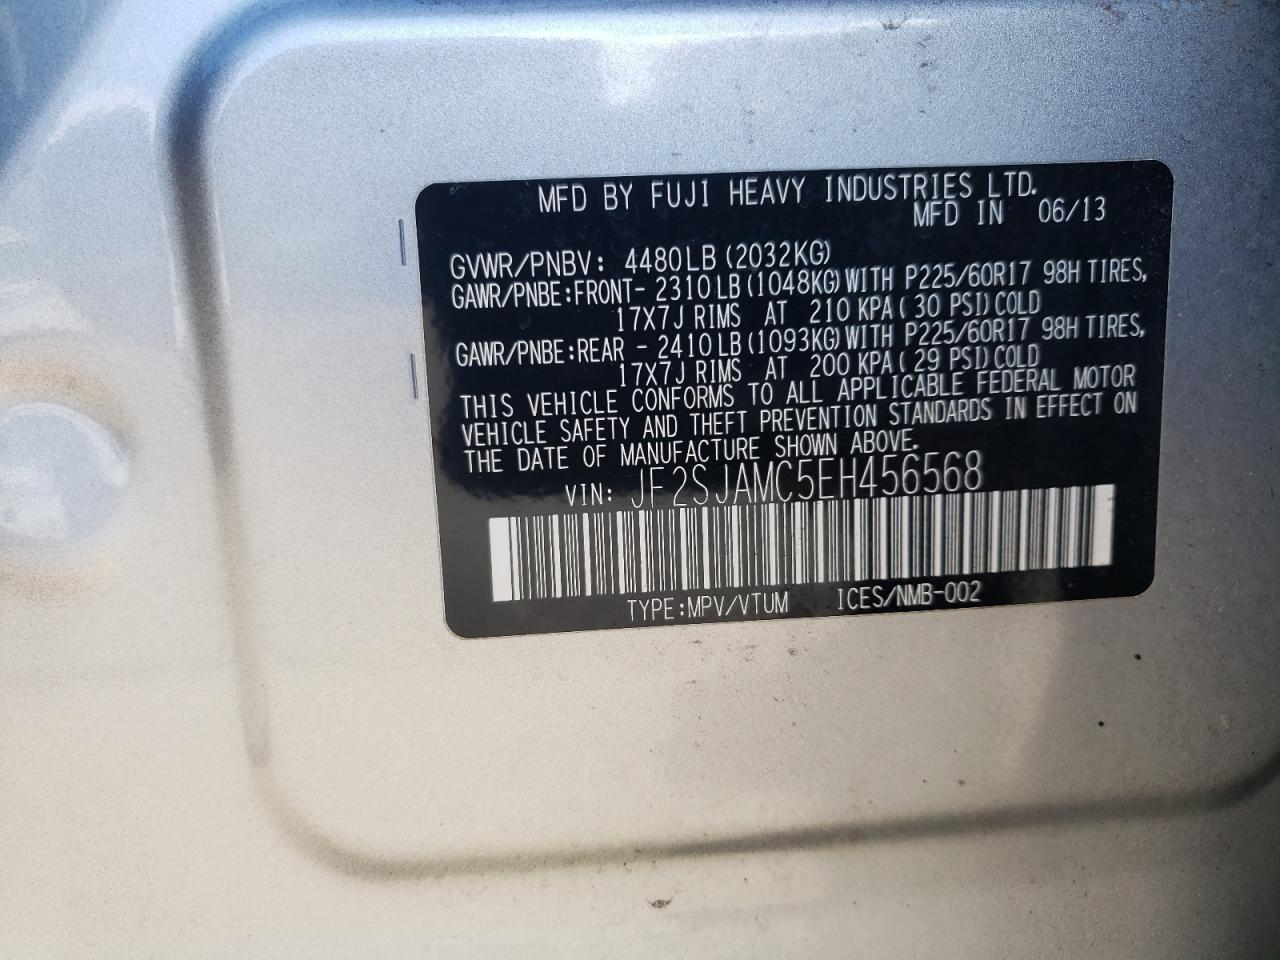 MFD BY FUJI HEAVY INDUSTRIES LTD.
MFD IN 06/13
GVWR/PNBV: 4480LB(2032KG)
GAWR/PNBE:FRONT- 2310LB(1048KG)WITH P225/60R17 98H TIRES,
17X7J RIMS AT 210 KPA(30 PSI)COLD
GAWR/PNBE:REAR - 2410LB(1093KG)WITH P225/60R17 98H TIRES,
17X7J RIMS AT 200 KPA(29 PSI)COLD
THIS VEHICLE CONFORMS TO ALL APPLICABLE FEDERAL MOTOR
VEHICLE SAFETY AND THEFT PREVENTION STANDARDS IN EFFECT ON
THE DATE OF MANUFACTURE SHOWN ABOVE.
VIN: JF2SJAMC5EH456568
TYPE:MPV/VTUM ICES/NMB-002